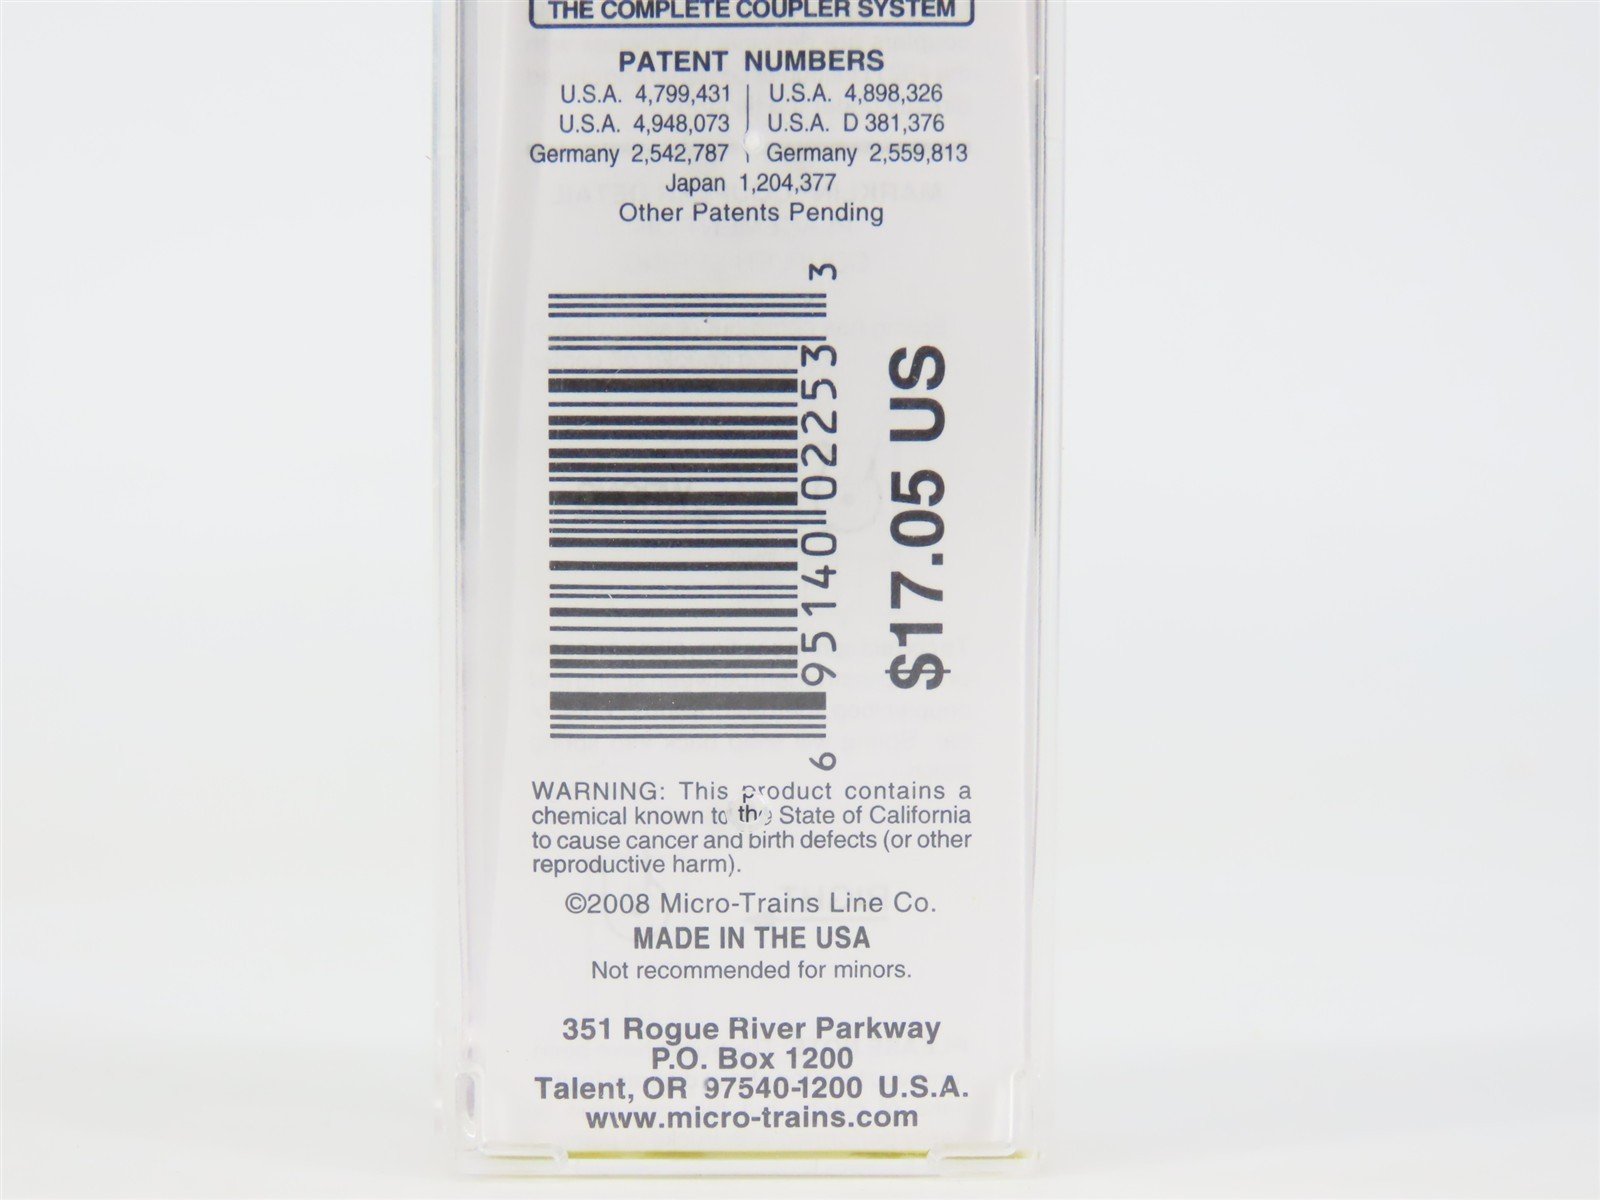 THE COMPLETE COUPLER SYSTEM
PATENT NUMBERS
U.S.A. 4,799,431 | U.S.A. 4,898,326
U.S.A. 4,948,073 | U.S.A. D 381,376
Germany 2,542,787 | Germany 2,559,813
Japan 1,204,377
Other Patents Pending
6 95140 02253 3
$17.05 US
WARNING: This product contains a
chemical known to the State of California
to cause cancer and birth defects (or other
reproductive harm).
©2008 Micro-Trains Line Co.
MADE IN THE USA
Not recommended for minors.
351 Rogue River Parkway
P.O. Box 1200
Talent, OR 97540-1200 U.S.A.
www.micro-trains.com